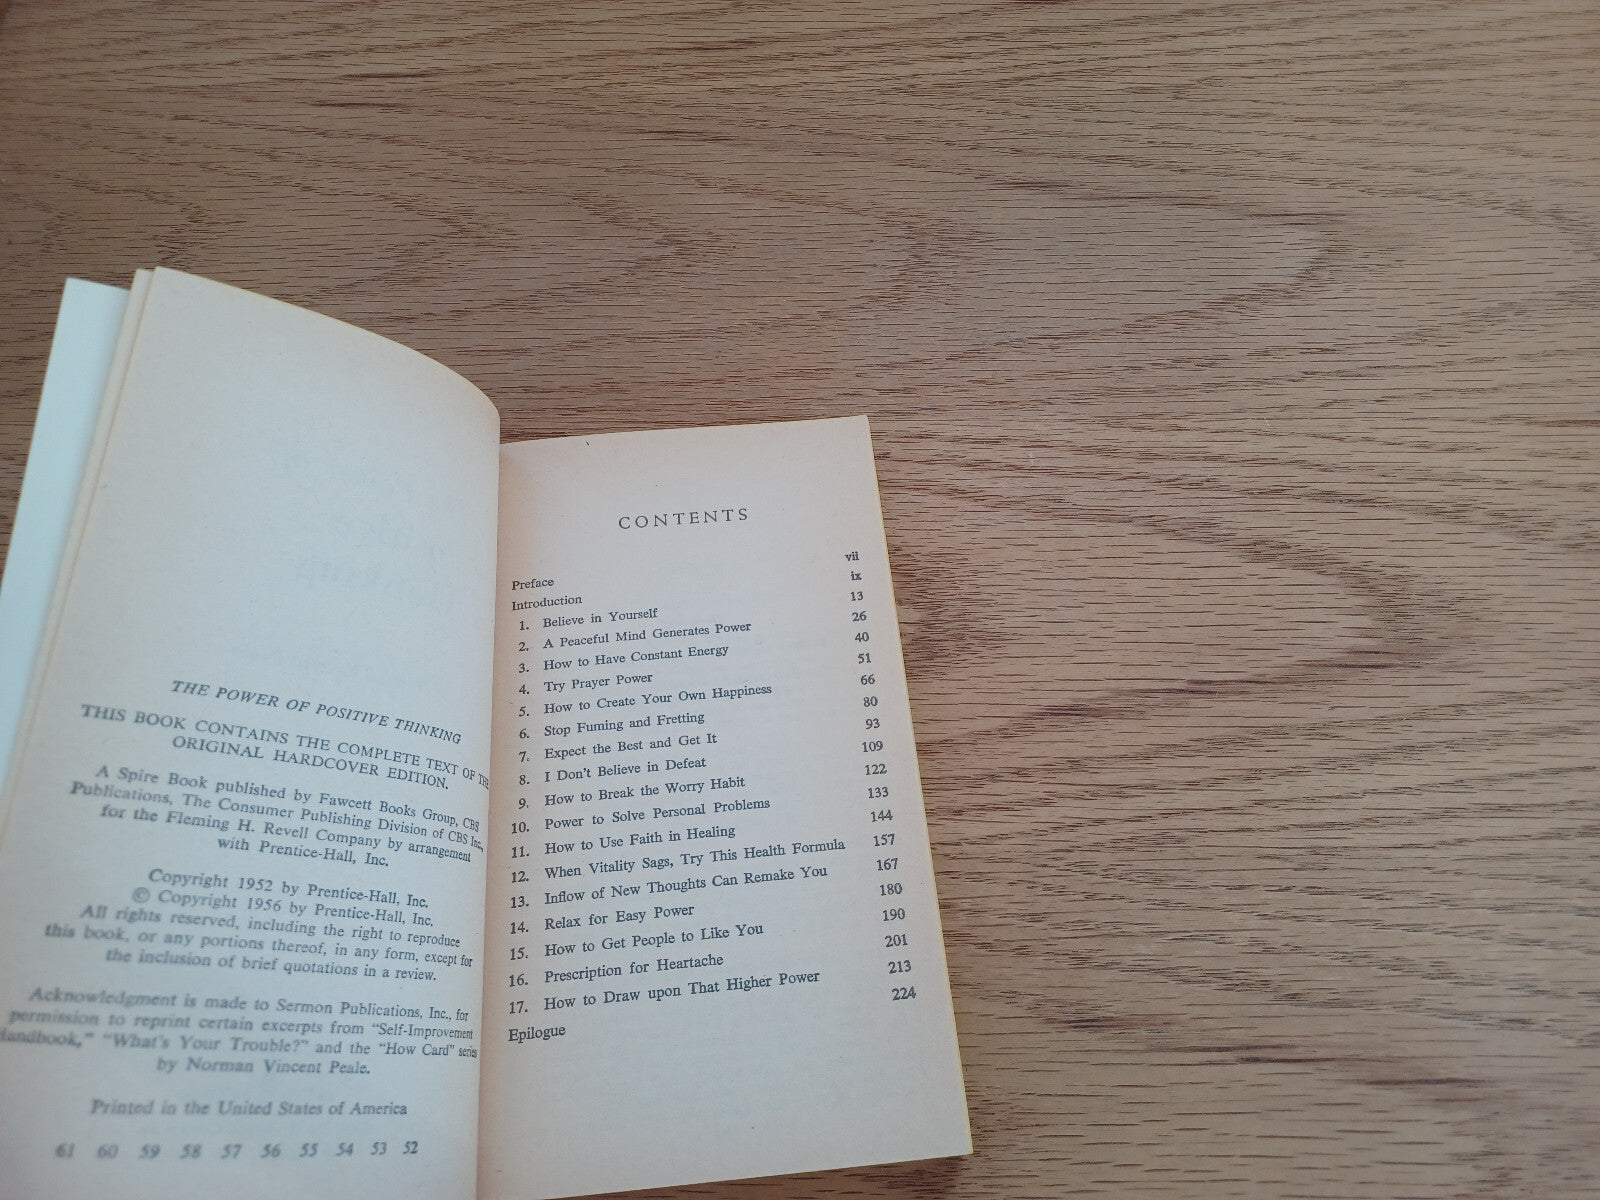 THE POWER OF POSITIVE THINKING
THIS BOOK CONTAINS THE COMPLETE TEXT OF THE
ORIGINAL HARDCOVER EDITION.
A Spire Book published by Fawcett Books Group, CBS
Publications, The Consumer Publishing Division of CBS Inc.,
for the Fleming H. Revell Company by arrangement
with Prentice-Hall, Inc.
Copyright 1952 by Prentice-Hall, Inc.
© Copyright 1956 by Prentice-Hall, Inc.
All rights reserved, including the right to reproduce
this book, or any portions thereof, in any form, except for
the inclusion of brief quotations in a review.
Acknowledgment is made to Sermon Publications, Inc., for
permission to reprint certain excerpts from "Self-Improvement
Handbook," "What's Your Trouble?" and the "How Card" series
by Norman Vincent Peale.
Printed in the United States of America
61 60 59 58 57 56 55 54 53 52
CONTENTS
Preface vii
Introduction ix
1. Believe in Yourself 13
2. A Peaceful Mind Generates Power 26
3. How to Have Constant Energy 40
4. Try Prayer Power 51
5. How to Create Your Own Happiness 66
6. Stop Fuming and Fretting 80
7. Expect the Best and Get It 93
8. I Don't Believe in Defeat 109
9. How to Break the Worry Habit 122
10. Power to Solve Personal Problems 133
11. How to Use Faith in Healing 144
12. When Vitality Sags, Try This Health Formula 157
13. Inflow of New Thoughts Can Remake You 167
14. Relax for Easy Power 180
15. How to Get People to Like You 190
16. Prescription for Heartache 201
17. How to Draw upon That Higher Power 213
Epilogue 224